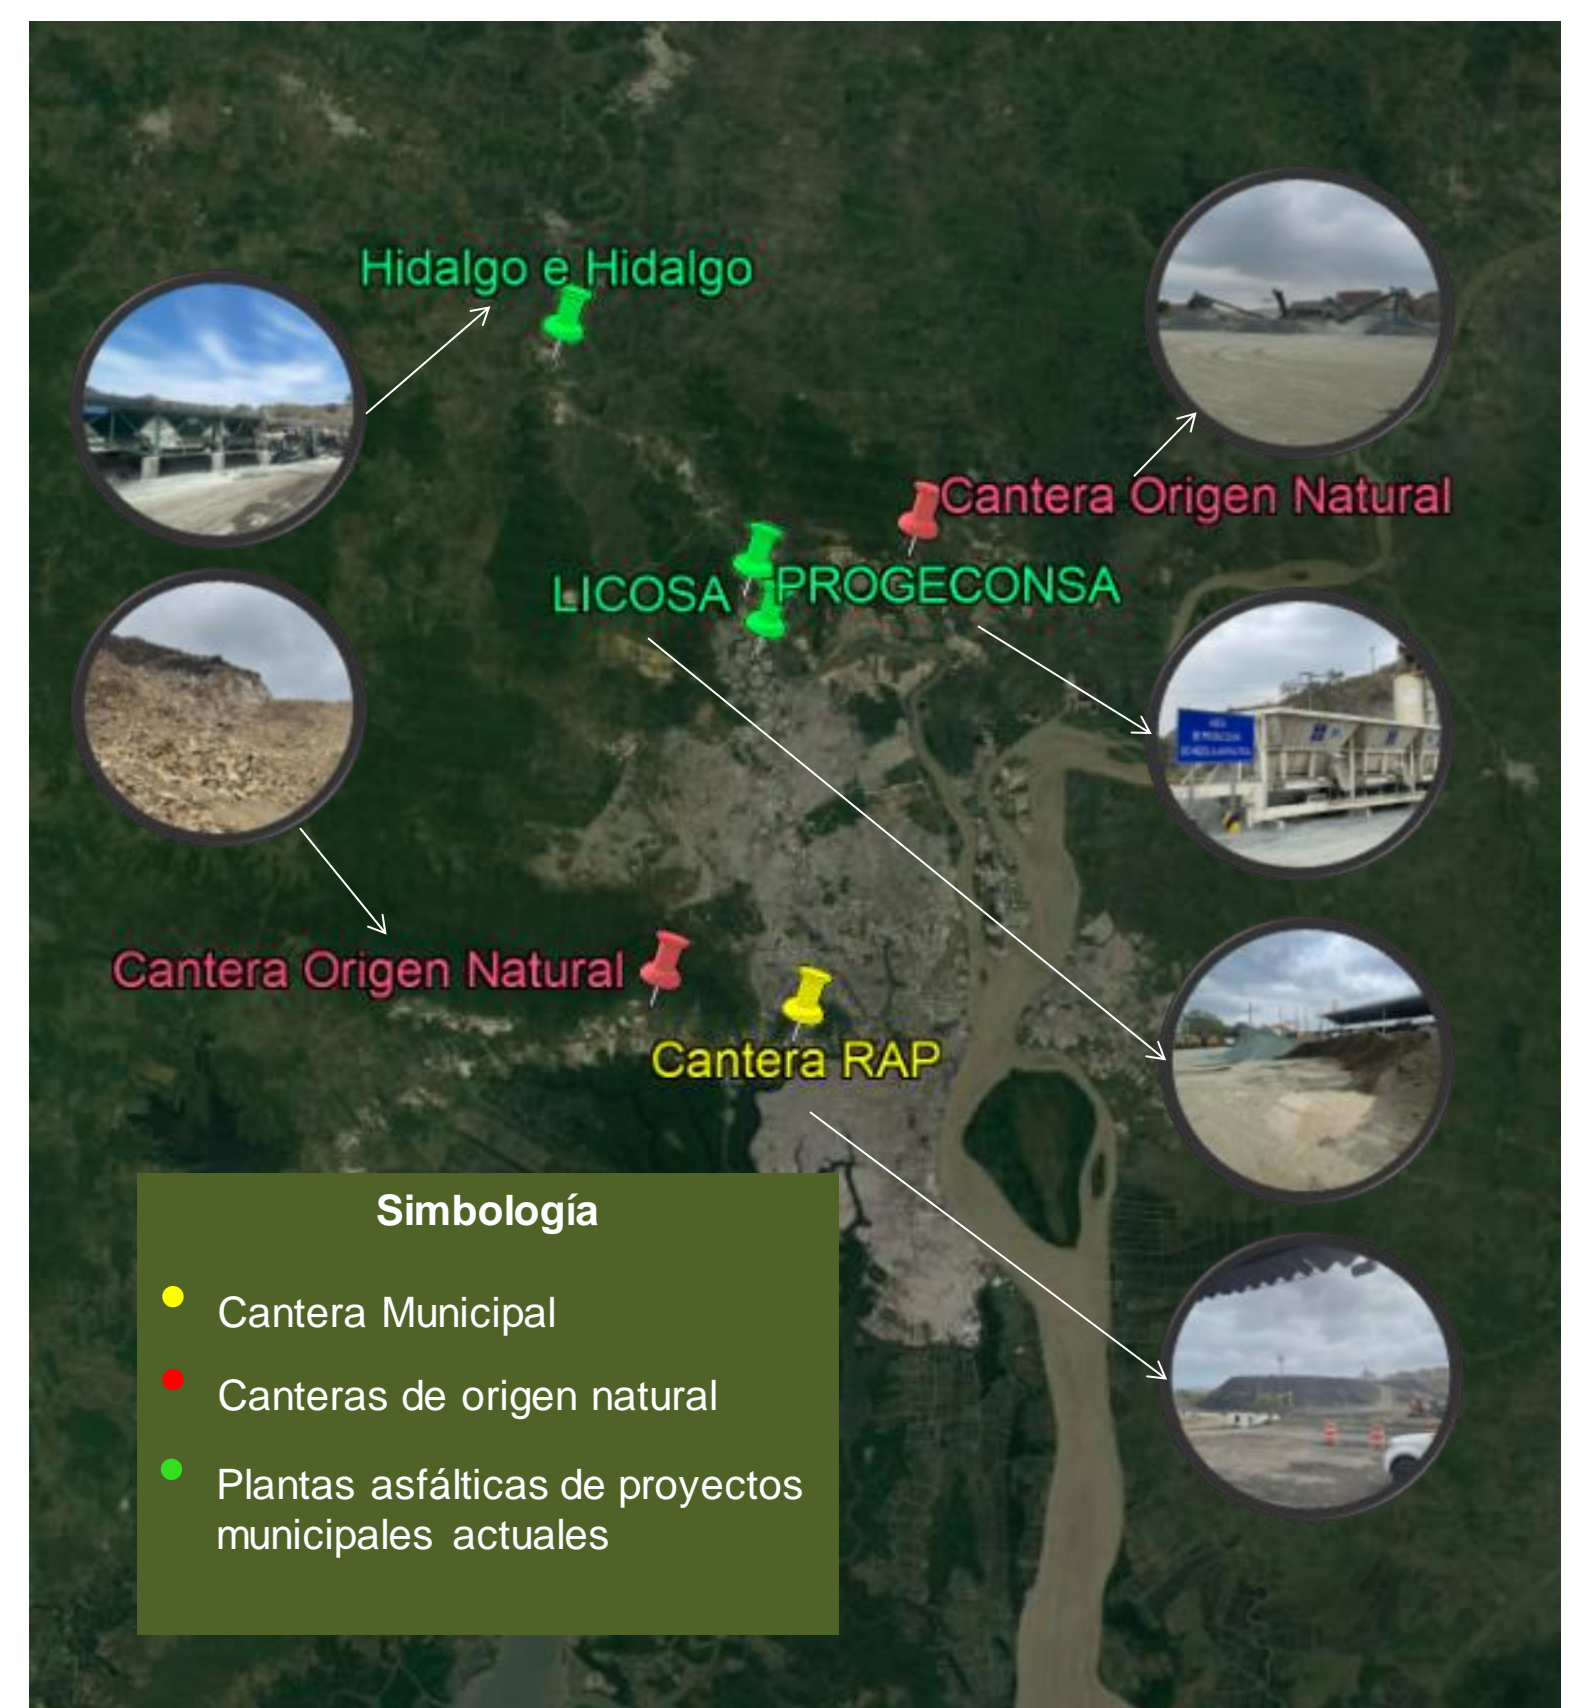 Hidalgo e Hidalgo
Cantera Origen Natural
LICOSA
PROGECONSA
Cantera Origen Natural
Cantera RAP
Simbología
Cantera Municipal
Canteras de origen natural
Plantas asfálticas de proyectos
municipales actuales